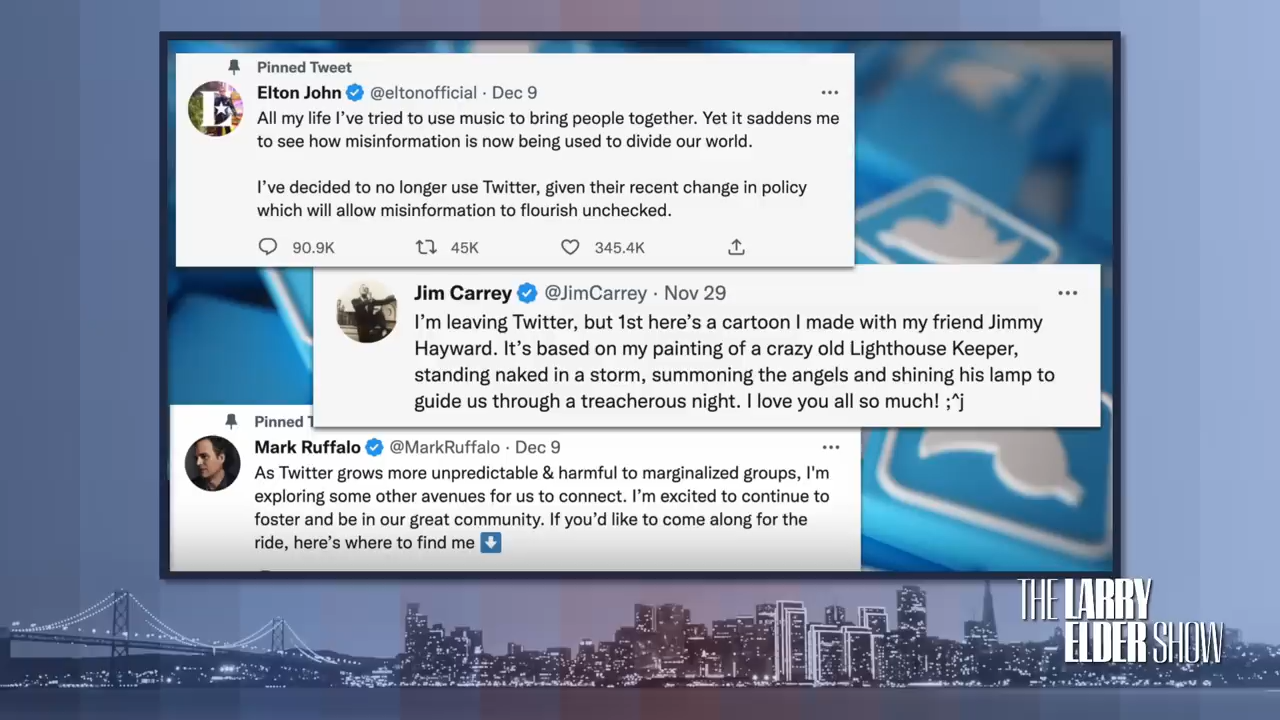 Pinned Tweet
Elton John @eltonofficial · Dec 9
All my life I've tried to use music to bring people together. Yet it saddens me
to see how misinformation is now being used to divide our world.
I've decided to no longer use Twitter, given their recent change in policy
which will allow misinformation to flourish unchecked.
90.9K 45K 345.4K
Jim Carrey @JimCarrey · Nov 29
I'm leaving Twitter, but 1st here's a cartoon I made with my friend Jimmy
Hayward. It's based on my painting of a crazy old Lighthouse Keeper,
standing naked in a storm, summoning the angels and shining his lamp to
guide us through a treacherous night. I love you all so much! ;^j
Pinned
Mark Ruffalo @MarkRuffalo · Dec 9
As Twitter grows more unpredictable & harmful to marginalized groups, I'm
exploring some other avenues for us to connect. I'm excited to continue to
foster and be in our great community. If you'd like to come along for the
ride, here's where to find me
THE LARRY
ELDER SHOW